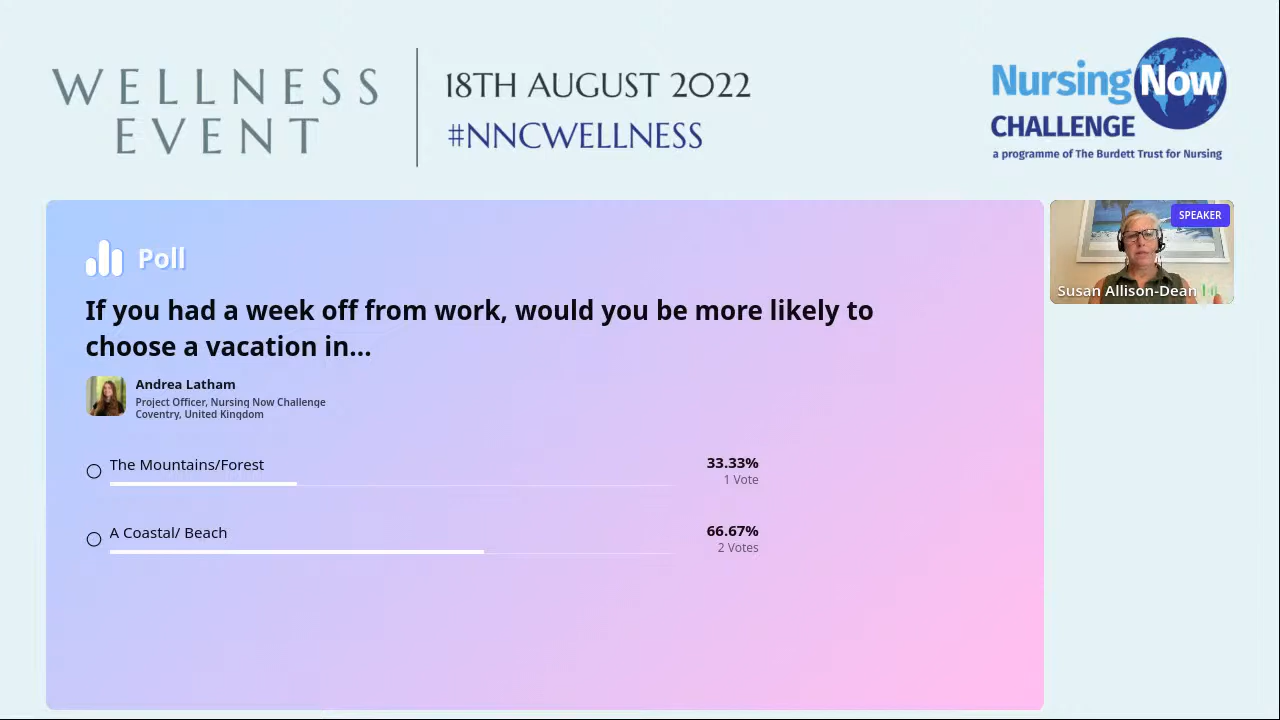 WELLNESS
EVENT
18TH AUGUST 2022
#NNCWELLNESS
Nursing Now
CHALLENGE
a programme of The Burdett Trust for Nursing
Poll
If you had a week off from work, would you be more likely to
choose a vacation in...
Andrea Latham
Project Officer, Nursing Now Challenge
Coventry, United Kingdom
The Mountains/Forest
33.33%
1 Vote
A Coastal/ Beach
66.67%
2 Votes
SPEAKER
Susan Allison-Dean